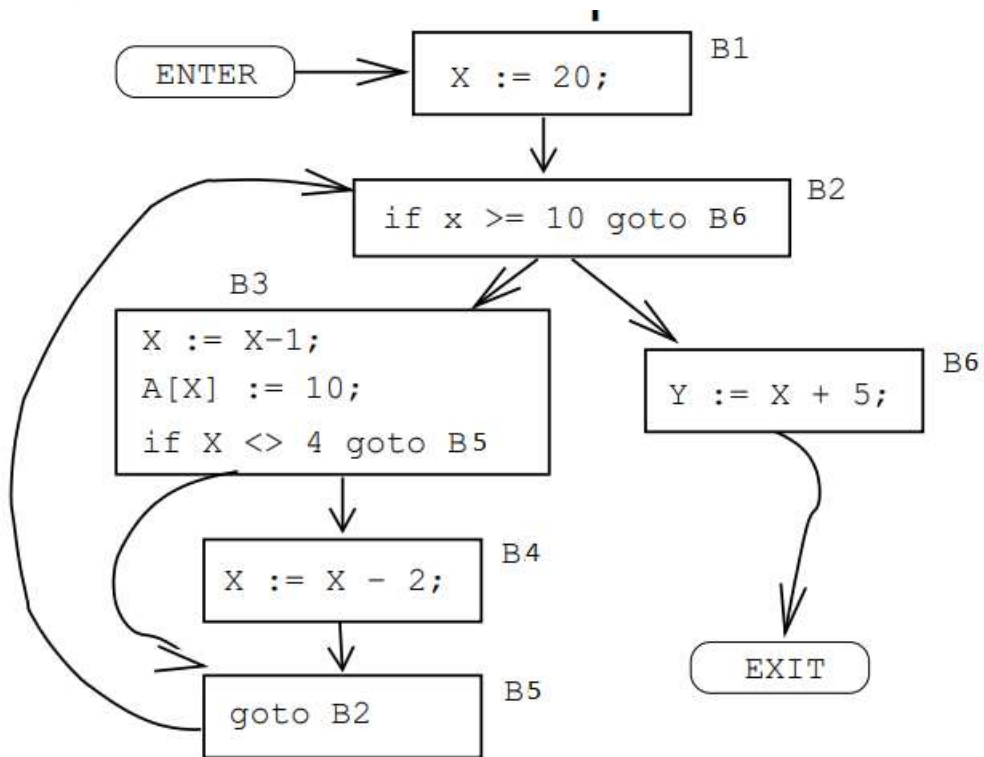 B1
ENTER
X := 20;
B2
if x >= 10 goto B6
B3
X := X-1;
A[X] := 10;
if X <> 4 goto B5
B6
Y := X + 5;
B4
X := X - 2;
EXIT
B5
goto B2